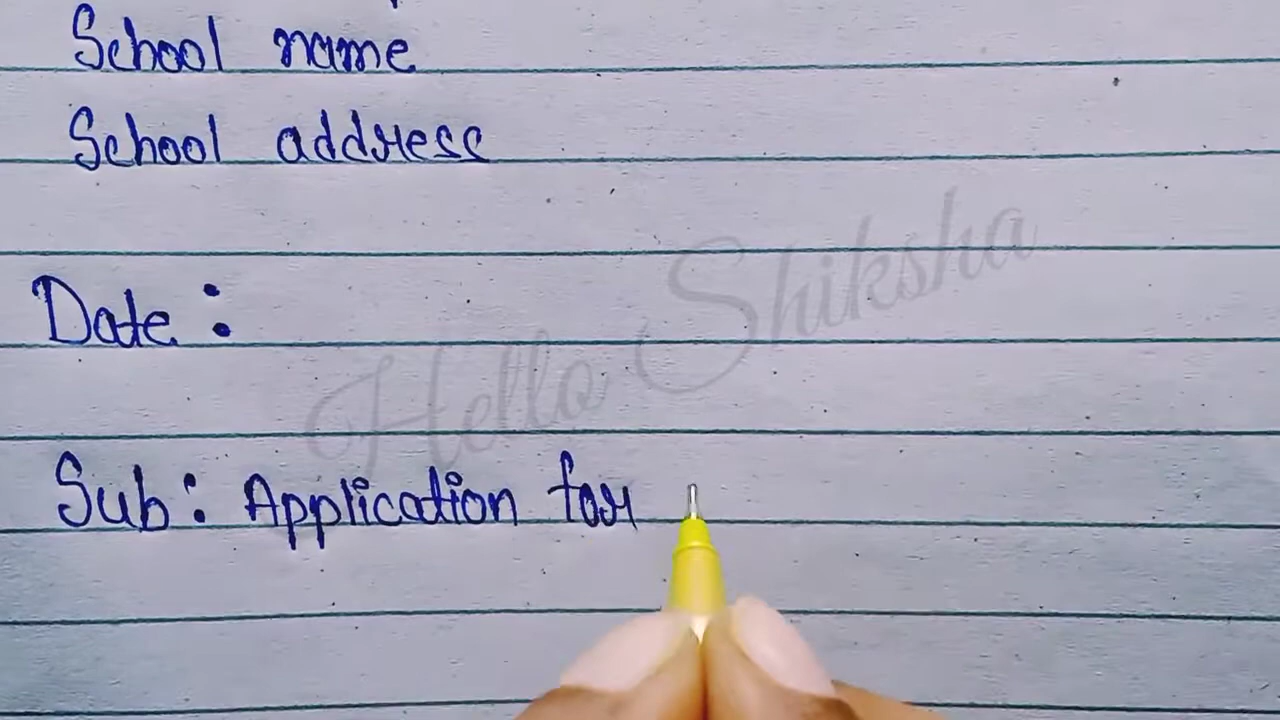 School name
School address
Date :
Hello Shiksha
Sub : Application for